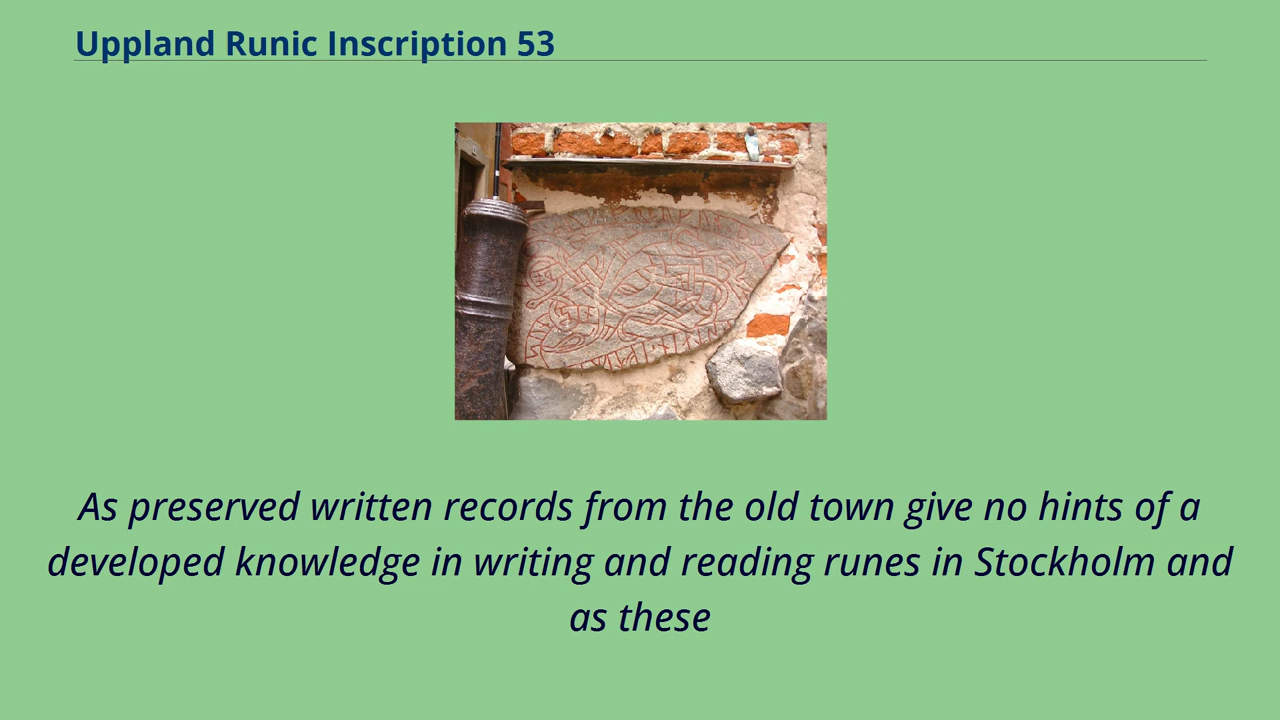 Uppland Runic Inscription 53
As preserved written records from the old town give no hints of a
developed knowledge in writing and reading runes in Stockholm and
as these